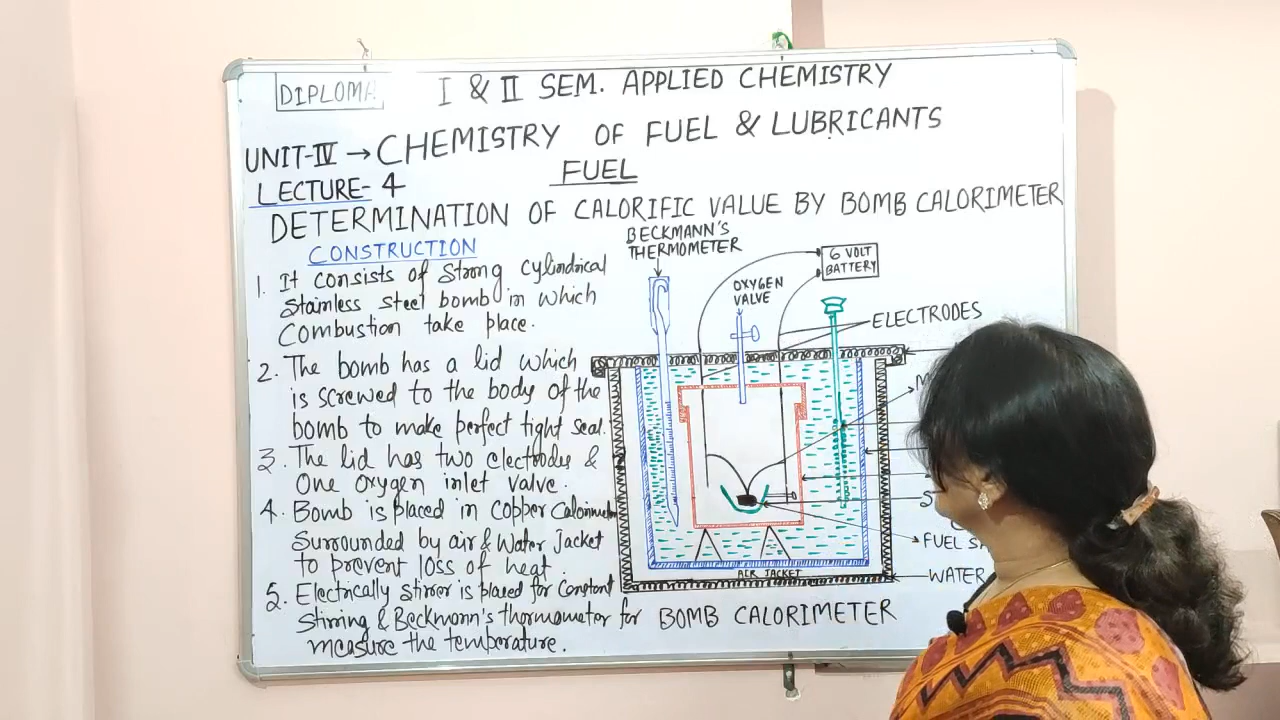 DIPLOMA
I & II SEM. APPLIED CHEMISTRY
UNIT-IV → CHEMISTRY OF FUEL & LUBRICANTS
LECTURE- 4
FUEL
DETERMINATION OF CALORIFIC VALUE BY BOMB CALORIMETER
CONSTRUCTION
1. It consists of strong cylindrical
stainless steel bomb in which
Combustion take place.
2. The bomb has a lid which
is screwed to the body of the
bomb to make perfect tight seal.
3. The lid has two electrodes &
One oxygen inlet valve.
4. Bomb is placed in copper
Surrounded by air & Water Jacket
to prevent loss of heat.
5. Electrically stirrer is placed for Constant
Stirring & Beckmann's thermometer for
measure the temperature.
BECKMANN'S
THERMOMETER
OXYGEN
VALVE
6 VOLT
BATTERY
ELECTRODES
FUEL
WATER
AIR JACKET
BOMB CALORIMETER